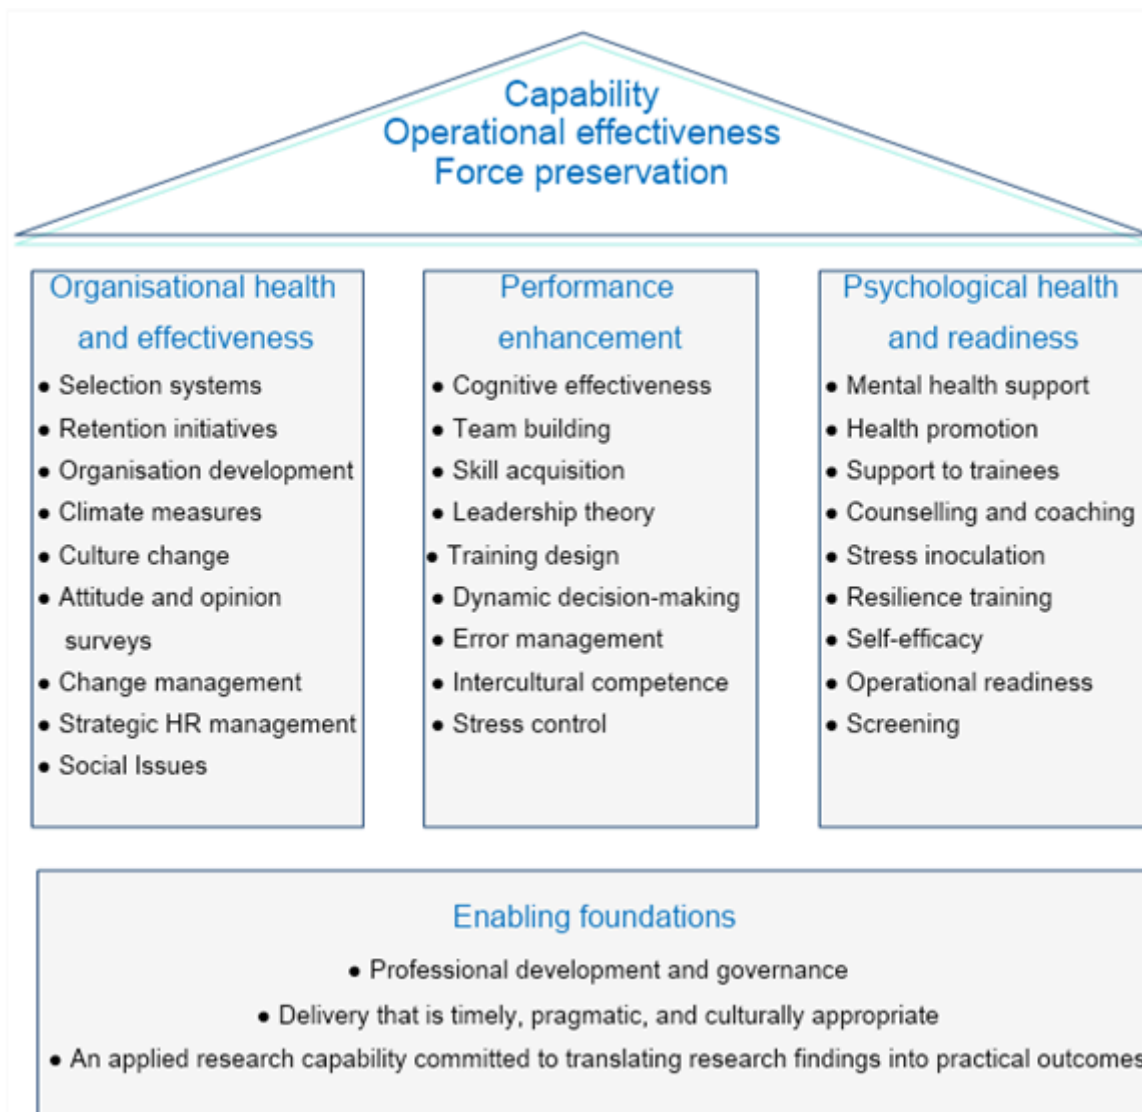 Capability
Operational effectiveness
Force preservation
Organisational health
and effectiveness
● Selection systems
● Retention initiatives
● Organisation development
● Climate measures
● Culture change
● Attitude and opinion
surveys
● Change management
● Strategic HR management
● Social Issues
Performance
enhancement
● Cognitive effectiveness
● Team building
● Skill acquisition
● Leadership theory
● Training design
● Dynamic decision-making
● Error management
● Intercultural competence
● Stress control
Psychological health
and readiness
● Mental health support
● Health promotion
● Support to trainees
● Counselling and coaching
● Stress inoculation
● Resilience training
● Self-efficacy
● Operational readiness
● Screening
Enabling foundations
● Professional development and governance
● Delivery that is timely, pragmatic, and culturally appropriate
● An applied research capability committed to translating research findings into practical outcomes